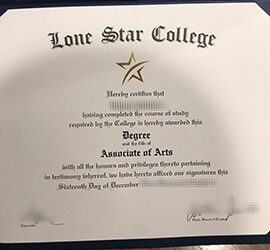 Lone Star College
Hereby certifies that
having completed the course of study
required by the College is hereby awarded this
Degree
and the title of
Associate of Arts
with all the honors and privileges thereto pertaining
in testimony whereof, we have hereto affixed our signatures this
Sixteenth Day of December
Chancellor